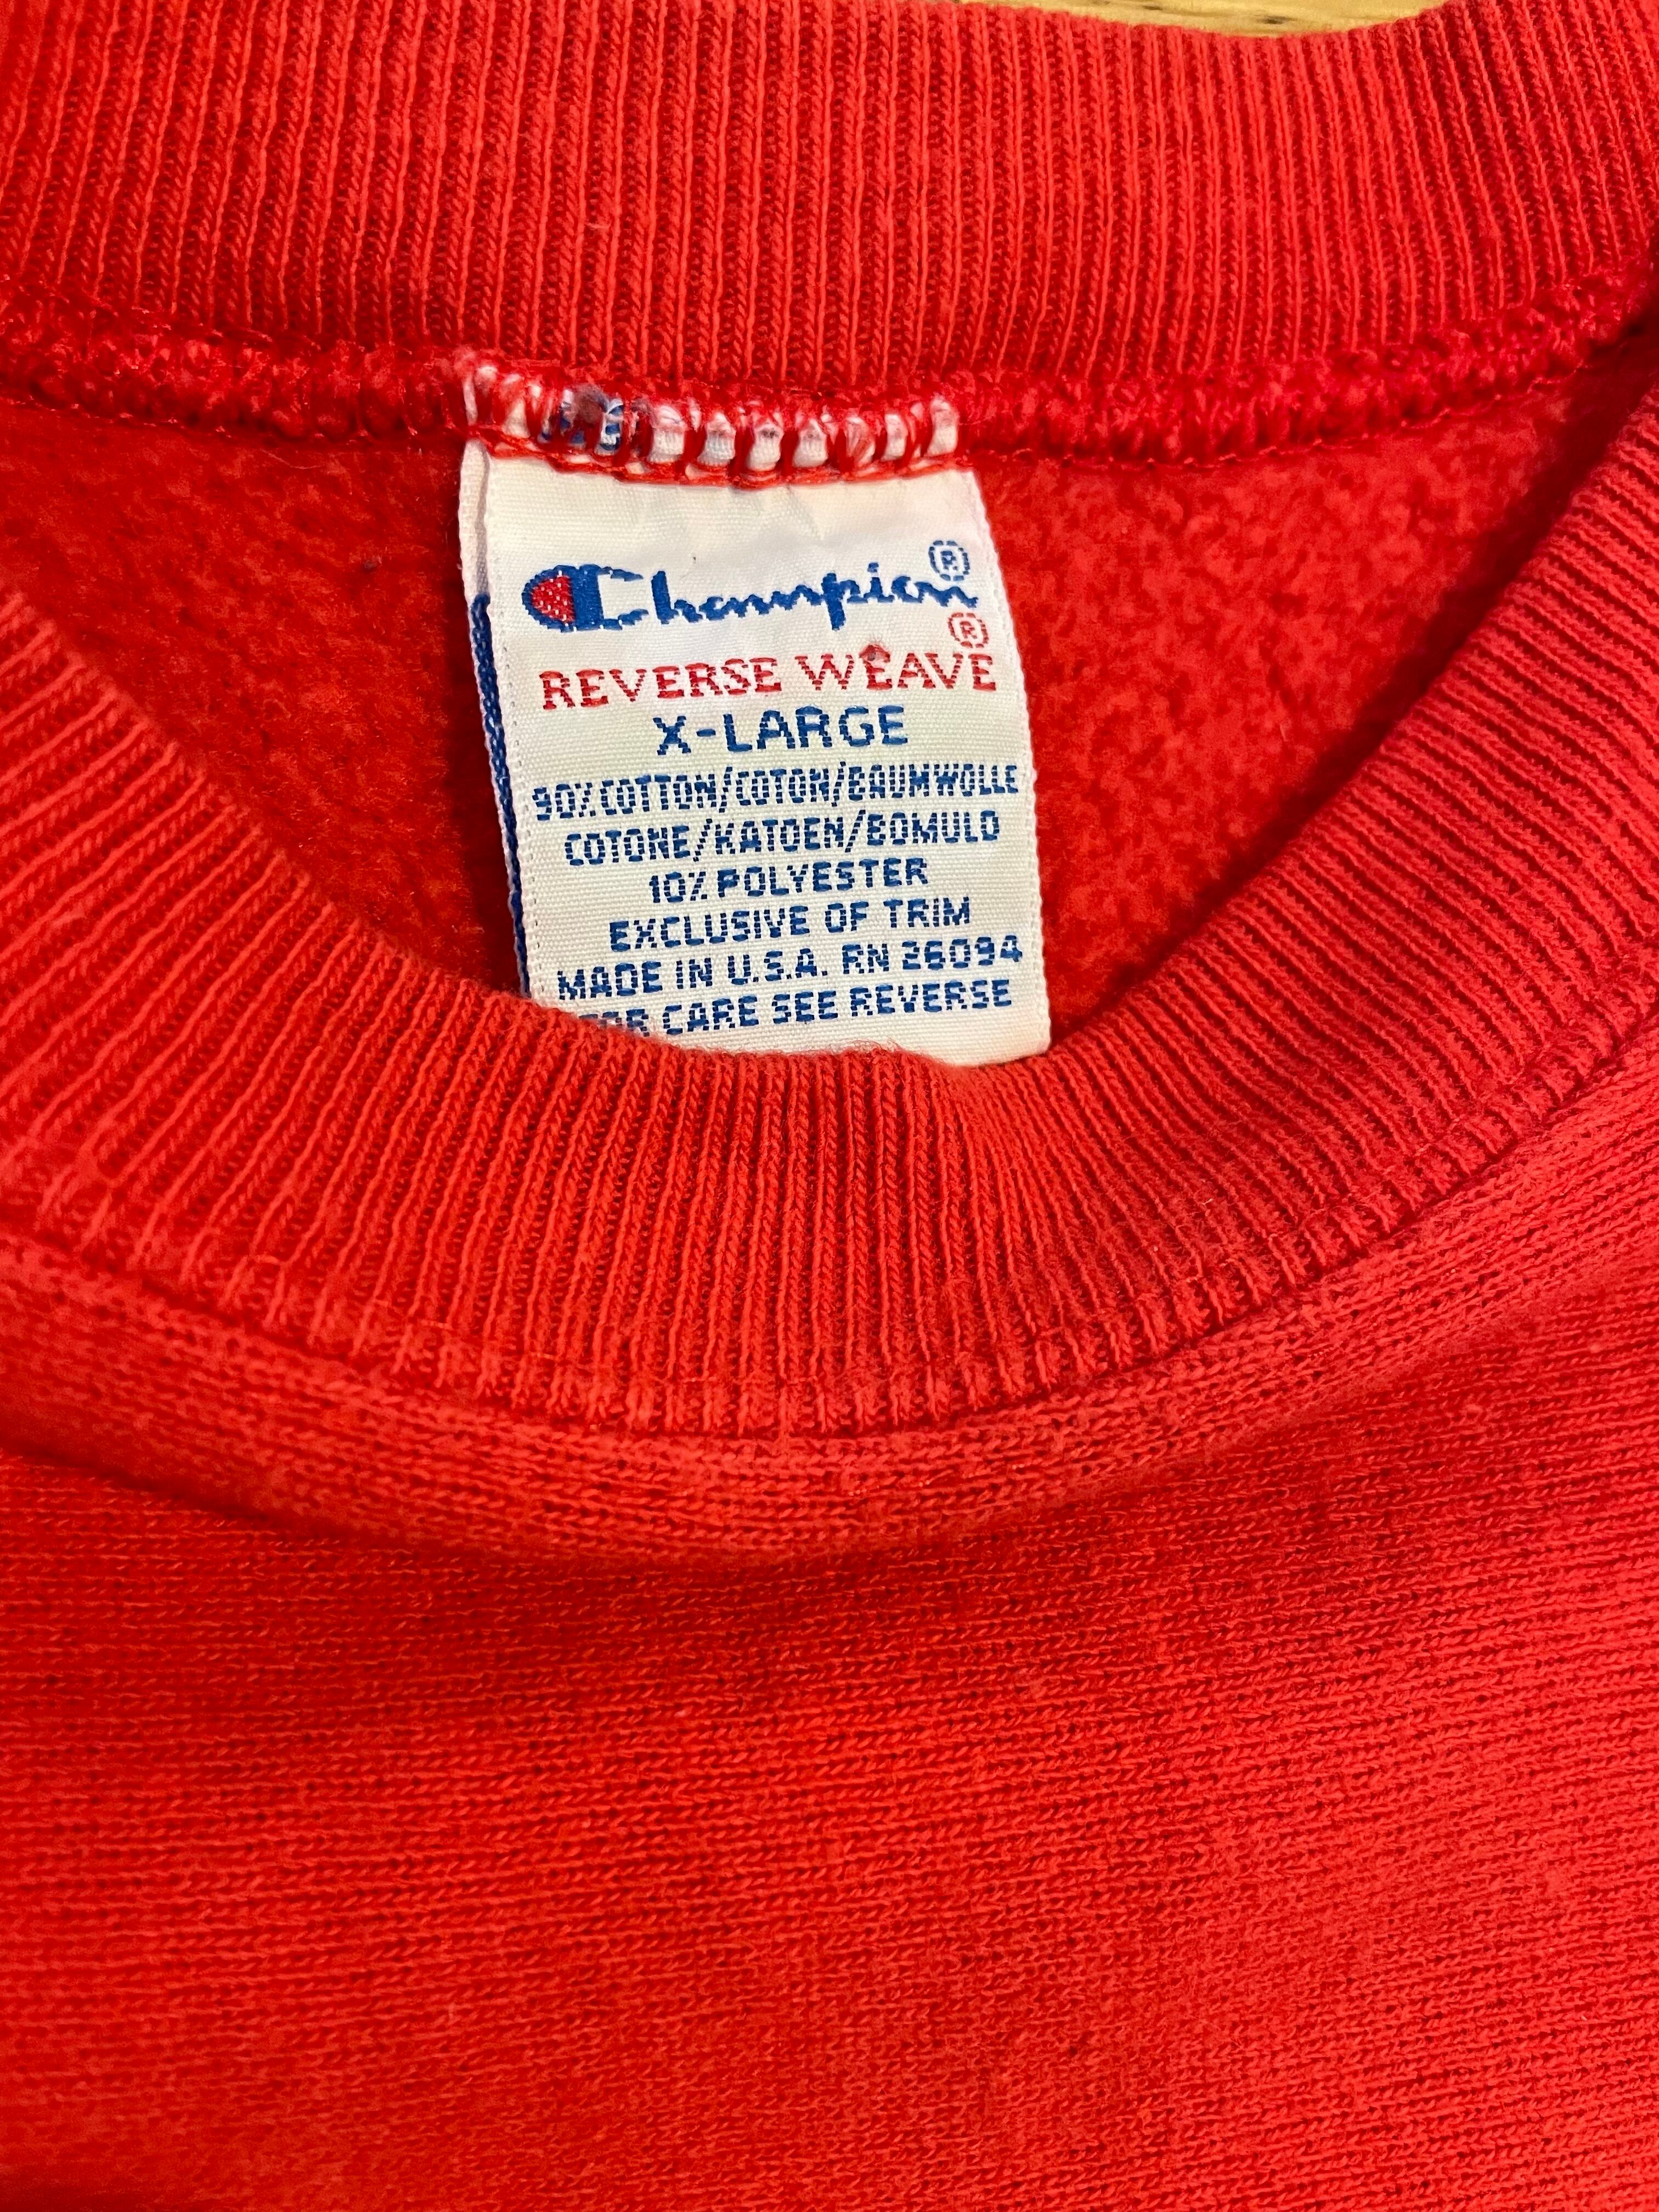 Champion®
REVERSE WEAVE®
X-LARGE
90% COTTON/COTON/BAUMWOLLE
COTONE/KATOEN/BOMULD
10% POLYESTER
EXCLUSIVE OF TRIM
MADE IN U.S.A. RN 26094
FOR CARE SEE REVERSE